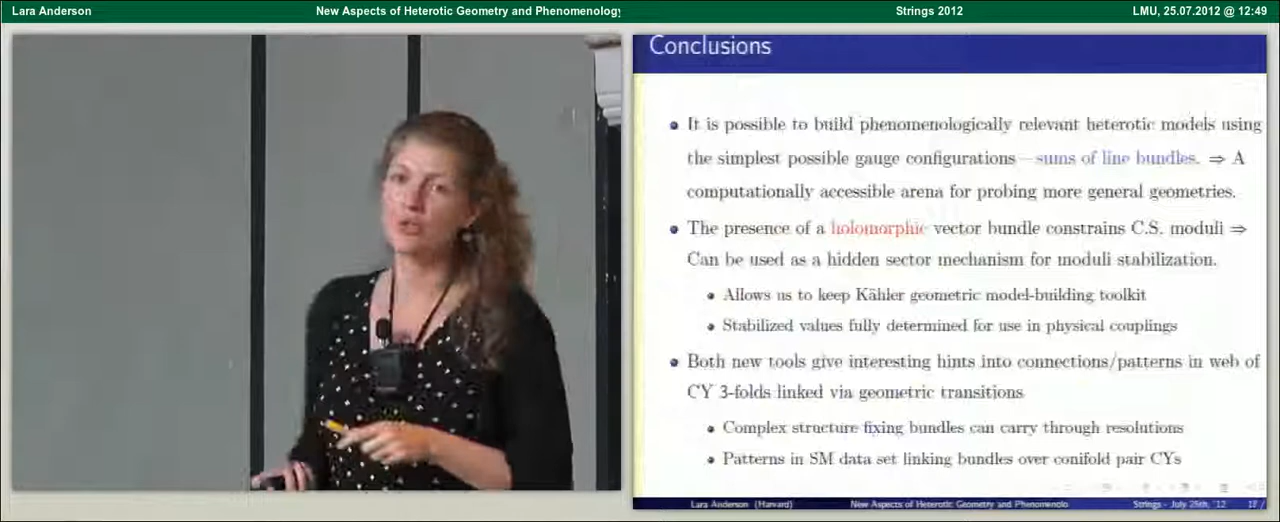 Lara Anderson New Aspects of Heterotic Geometry and Phenomenology Strings 2012 LMU, 25.07.2012 @ 12:49
Conclusions
It is possible to build phenomenologically relevant heterotic models using
the simplest possible gauge configurations – sums of line bundles. ⇒ A
computationally accessible arena for probing more general geometries.
The presence of a holomorphic vector bundle constrains C.S. moduli ⇒
Can be used as a hidden sector mechanism for moduli stabilization.
Allows us to keep Kähler geometric model-building toolkit
Stabilized values fully determined for use in physical couplings
Both new tools give interesting hints into connections/patterns in web of
CY 3-folds linked via geometric transitions
Complex structure fixing bundles can carry through resolutions
Patterns in SM data set linking bundles over conifold pair CYs
Lara Anderson (Harvard) New Aspects of Heterotic Geometry and Phenomenolo Strings - July 25th, '12